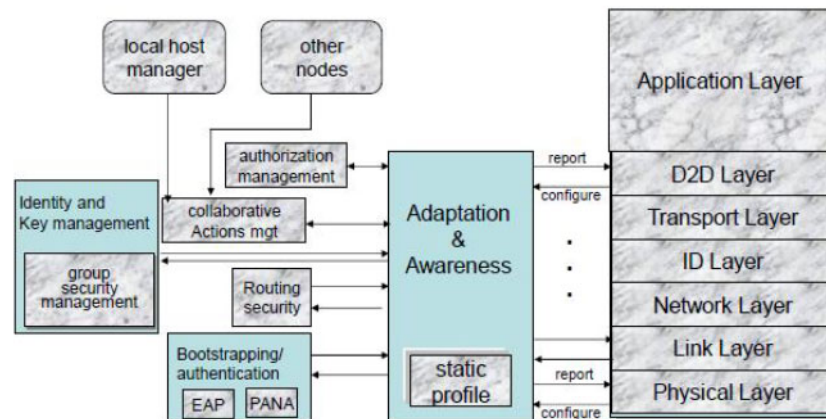 local host
manager
other
nodes
authorization
management
Identity and
Key management
group
security
management
collaborative
Actions mgt
Routing
security
Bootstrapping/
authentication
EAP
PANA
Adaptation
&
Awareness
static
profile
report
configure
report
configure
Application Layer
D2D Layer
Transport Layer
ID Layer
Network Layer
Link Layer
Physical Layer